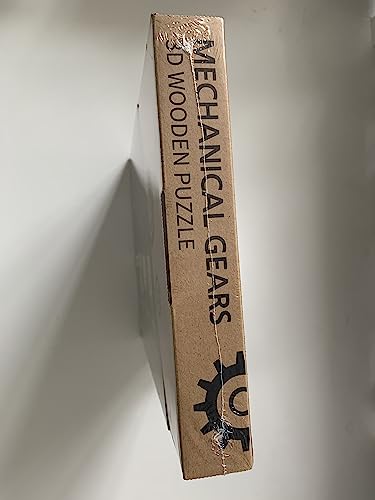 MECHANICAL GEARS
3D WOODEN PUZZLE